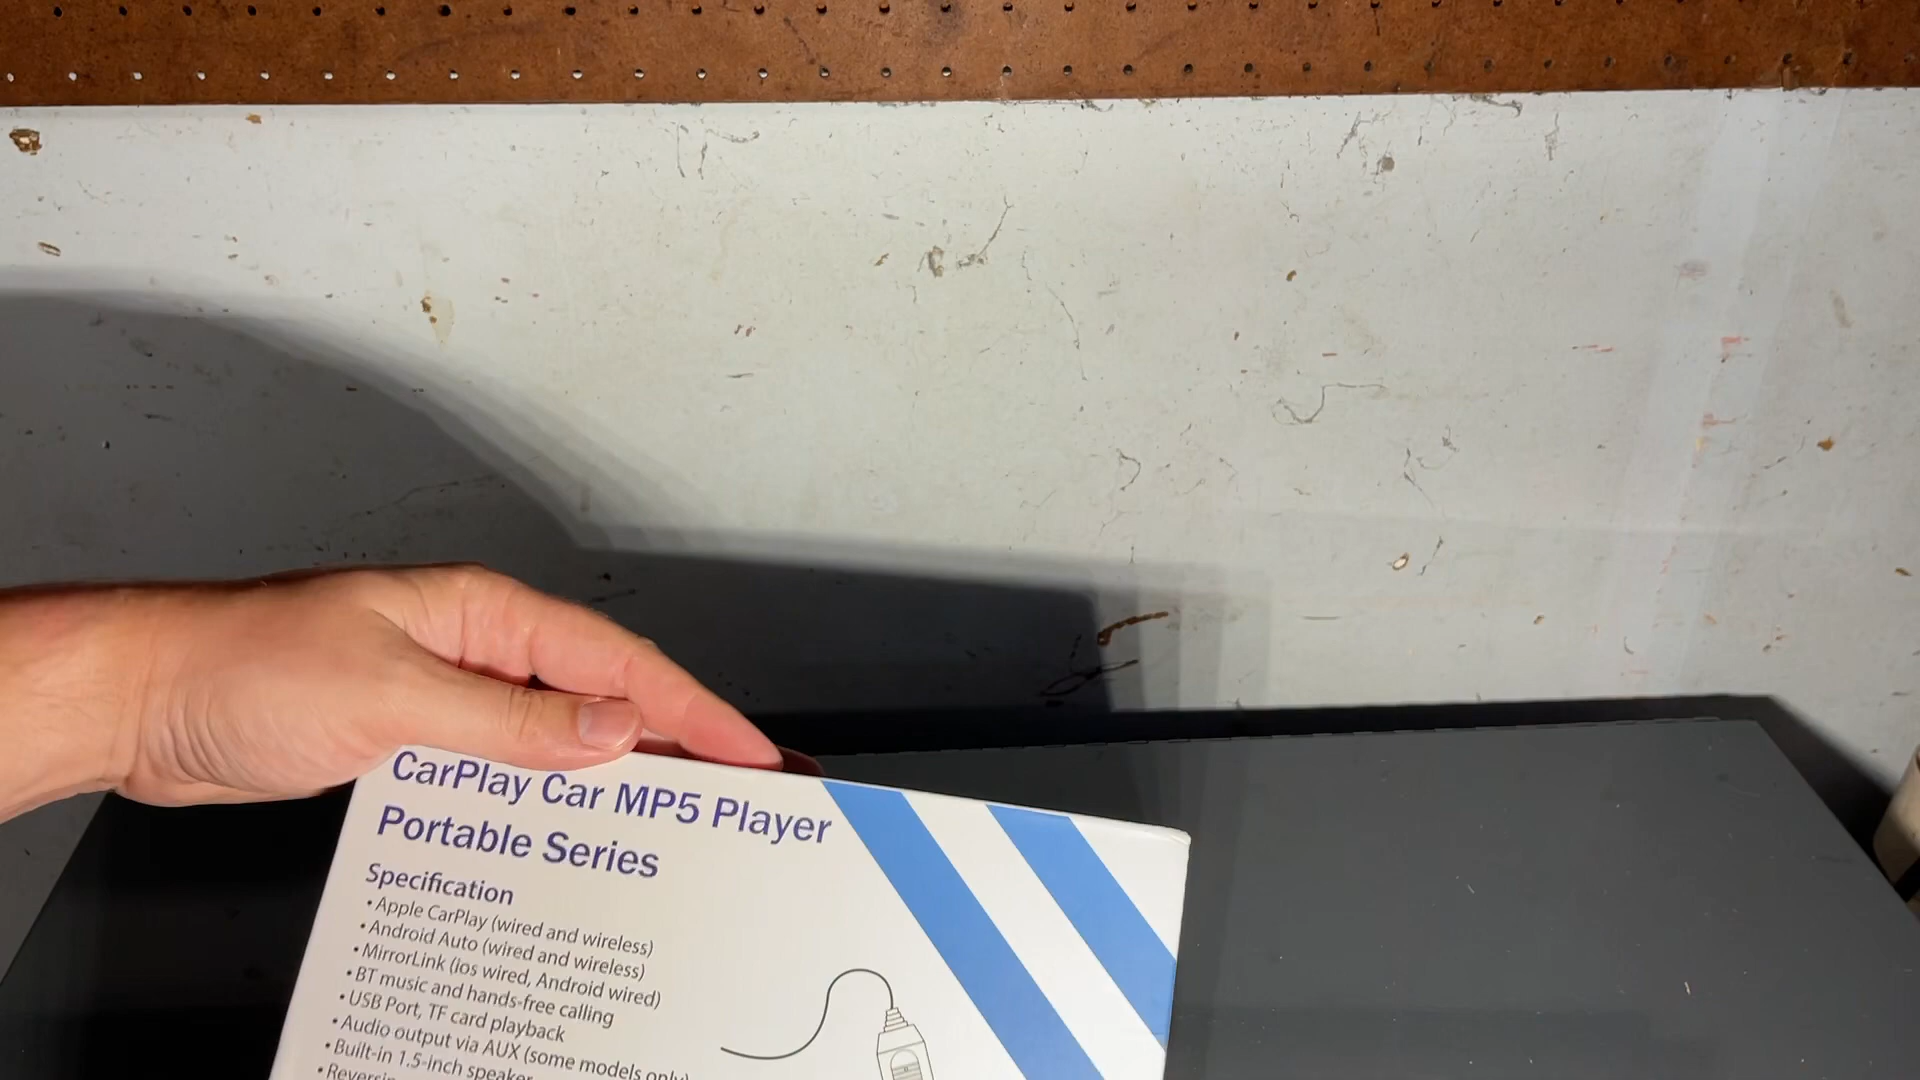 CarPlay Car MP5 Player
Portable Series
Specification
• Apple CarPlay (wired and wireless)
• Android Auto (wired and wireless)
• MirrorLink (ios wired, Android wired)
• BT music and hands-free calling
• USB Port, TF card playback
• Audio output via AUX (some models only)
• Built-in 1.5-inch speaker